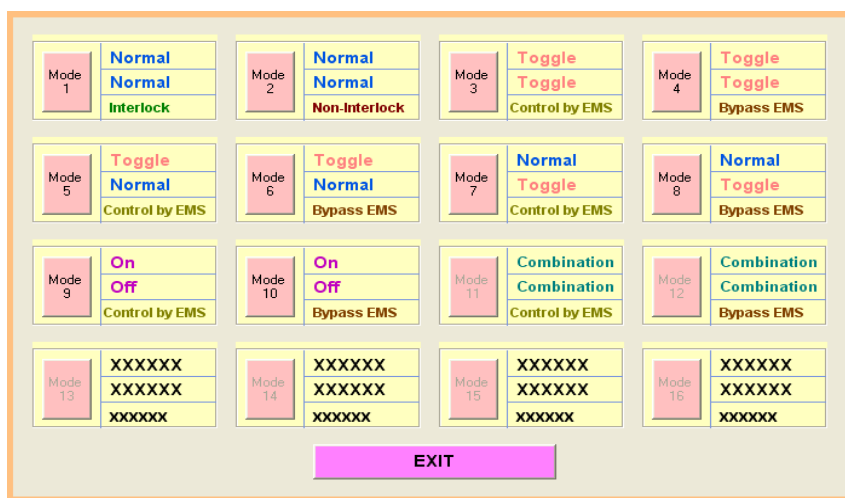 Mode
1
Normal
Normal
Interlock
Mode
2
Normal
Normal
Non-Interlock
Mode
3
Toggle
Toggle
Control by EMS
Mode
4
Toggle
Toggle
Bypass EMS
Mode
5
Toggle
Normal
Control by EMS
Mode
6
Toggle
Normal
Bypass EMS
Mode
7
Normal
Toggle
Control by EMS
Mode
8
Normal
Toggle
Bypass EMS
Mode
9
On
Off
Control by EMS
Mode
10
On
Off
Bypass EMS
Mode
11
Combination
Combination
Control by EMS
Mode
12
Combination
Combination
Bypass EMS
Mode
13
XXXXXX
XXXXXX
XXXXXX
Mode
14
XXXXXX
XXXXXX
XXXXXX
Mode
15
XXXXXX
XXXXXX
XXXXXX
Mode
16
XXXXXX
XXXXXX
XXXXXX
EXIT